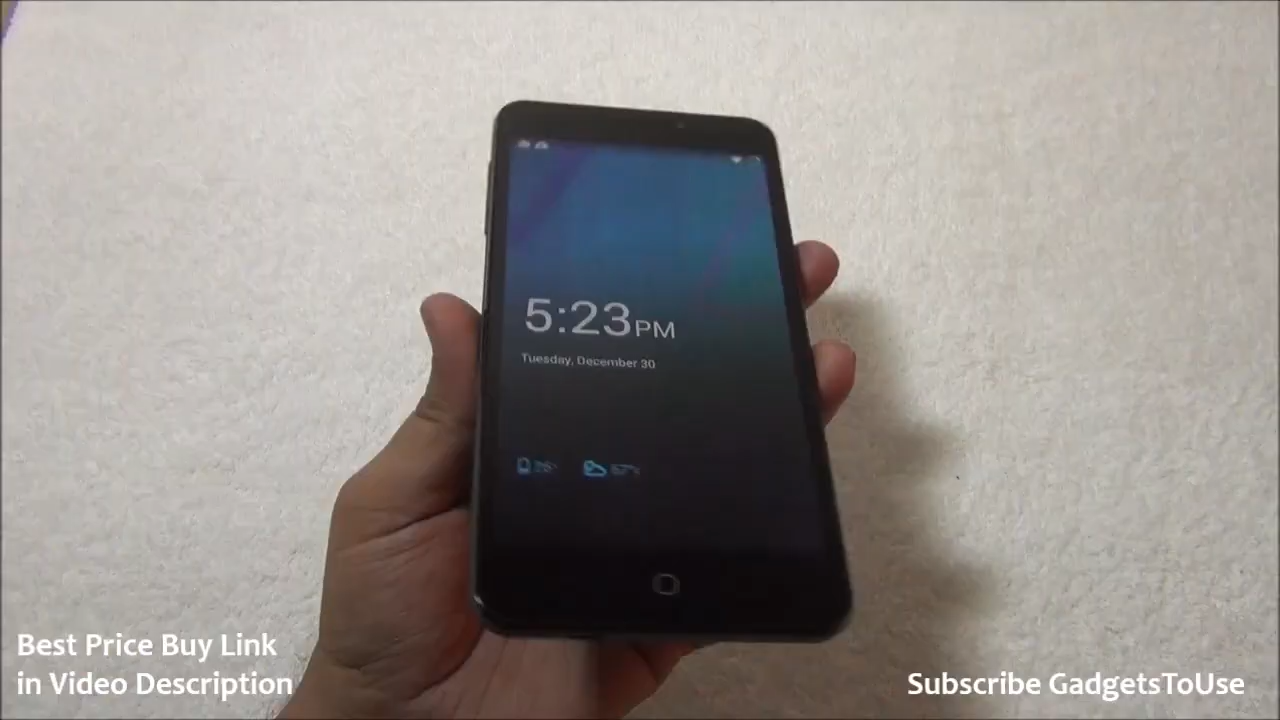 5:23PM
Tuesday, December 30
Best Price Buy Link
in Video Description
Subscribe GadgetsToUse